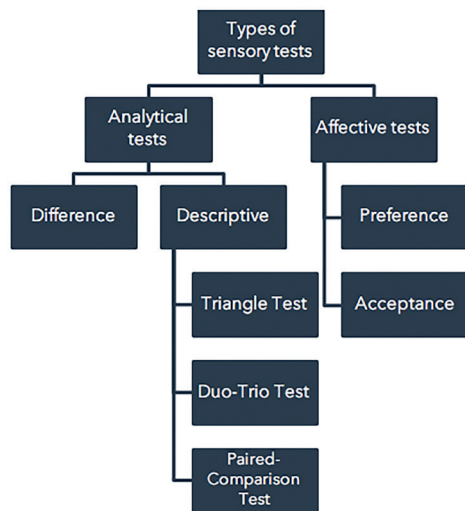 Types of
sensory tests
Analytical
tests
Affective tests
Difference
Descriptive
Preference
Triangle Test
Acceptance
Duo-Trio Test
Paired-
Comparison
Test